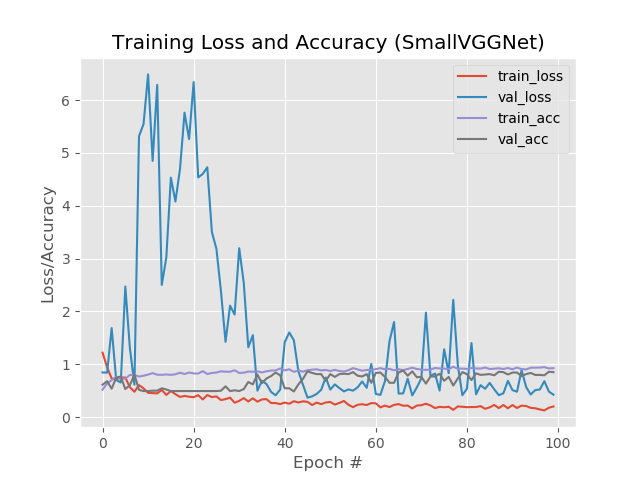 Training Loss and Accuracy (SmallVGGNet)
train_loss
val_loss
train_acc
val_acc
Loss/Accuracy
6
5
4
3
2
1
0
0 20 40 60 80 100
Epoch #